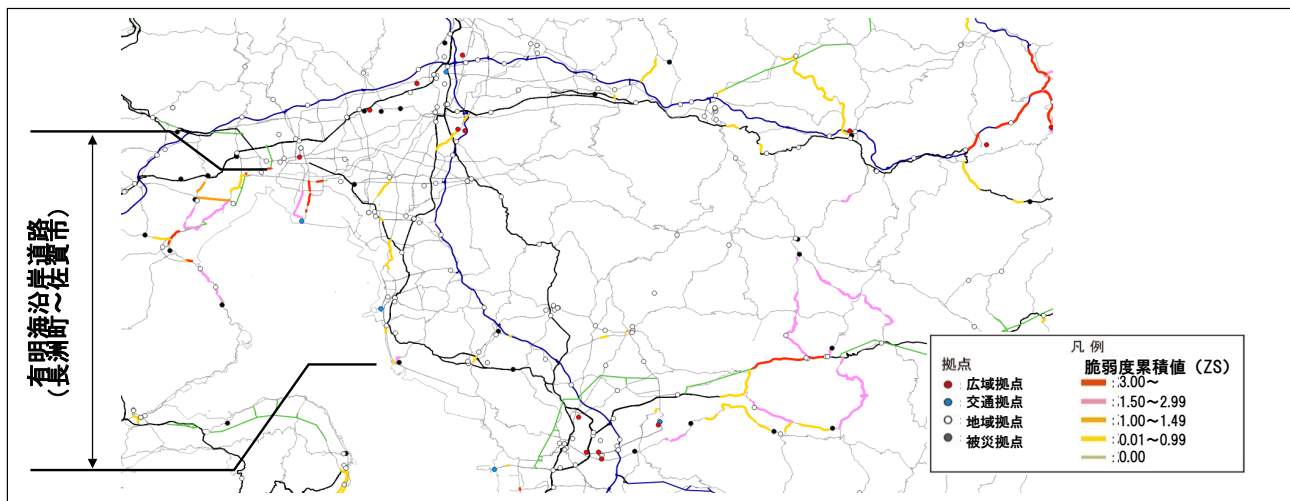 有明海沿岸道路
(長洲町～佐賀市)
凡 例
拠点
：広域拠点
：交通拠点
：地域拠点
：被災拠点
脆弱度累積値（ZS）
：3.00～
：1.50～2.99
：1.00～1.49
：0.01～0.99
：0.00